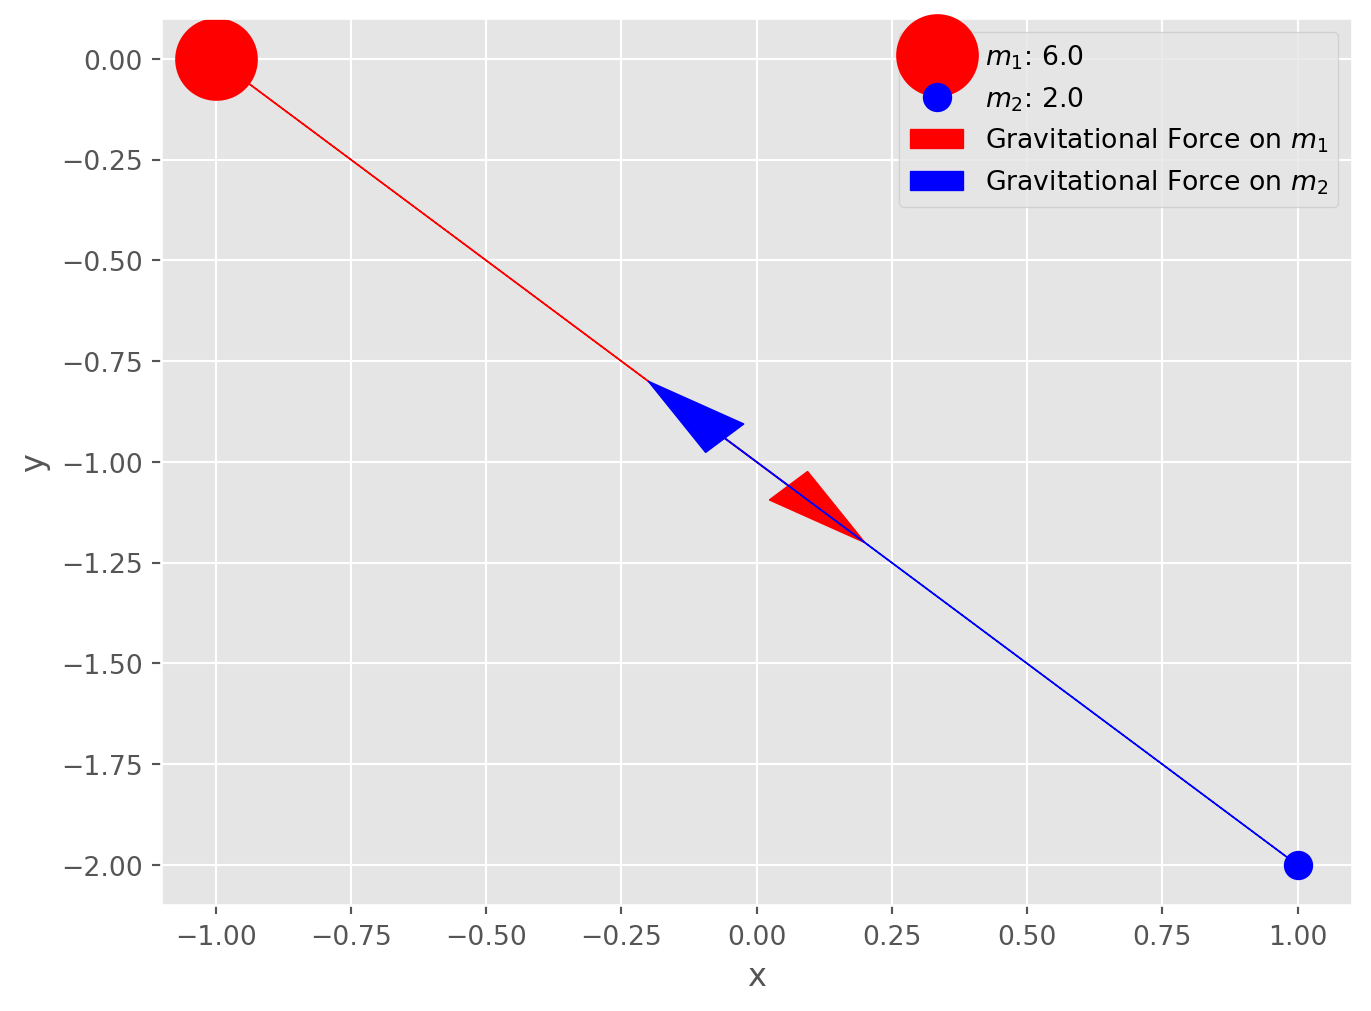 0.00
−0.25
−0.50
−0.75
−1.00
−1.25
−1.50
−1.75
−2.00
y
m₁: 6.0
m₂: 2.0
Gravitational Force on m₁
Gravitational Force on m₂
−1.00 −0.75 −0.50 −0.25 0.00 0.25 0.50 0.75 1.00
x